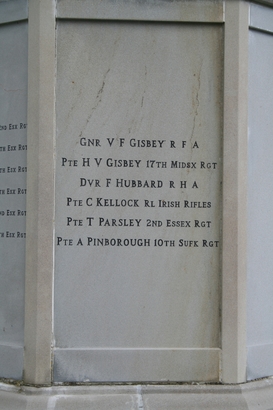 GNR V F GISBEY R F A
PTE H V GISBEY 17TH MIDSX RGT
DVR F HUBBARD R H A
PTE C KELLOCK RL IRISH RIFLES
PTE T PARSLEY 2ND ESSEX RGT
PTE A PINBOROUGH 10TH SUFK RGT